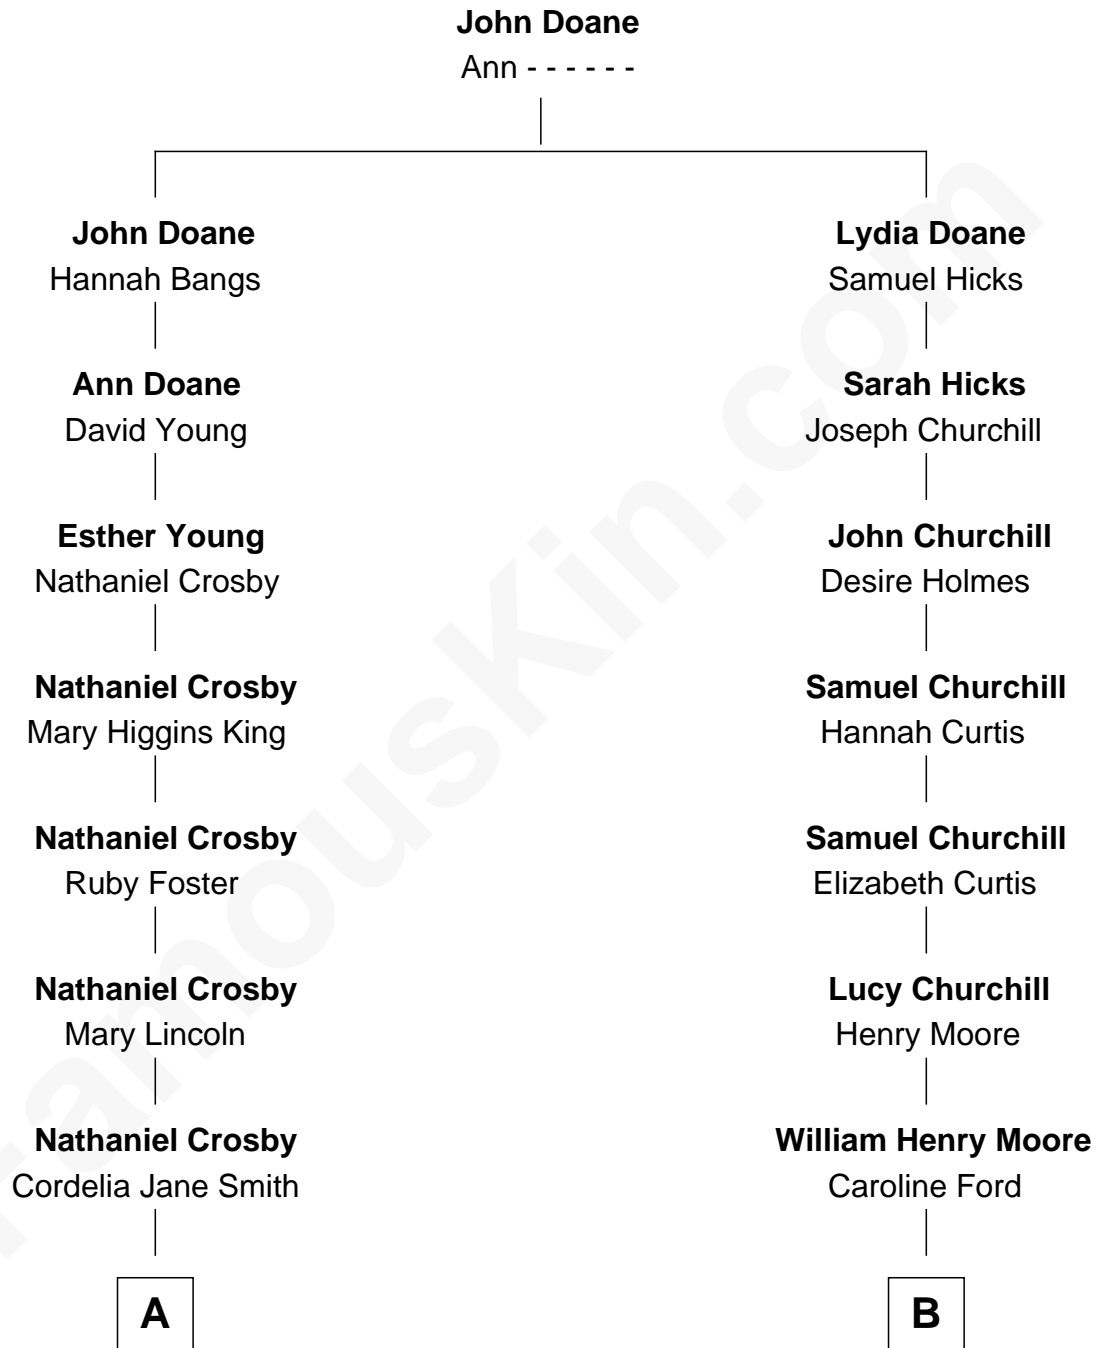 John Doane
Ann - - - - - -
John Doane
Hannah Bangs
Lydia Doane
Samuel Hicks
Ann Doane
David Young
Sarah Hicks
Joseph Churchill
Esther Young
Nathaniel Crosby
John Churchill
Desire Holmes
Nathaniel Crosby
Mary Higgins King
Samuel Churchill
Hannah Curtis
Nathaniel Crosby
Ruby Foster
Samuel Churchill
Elizabeth Curtis
Nathaniel Crosby
Mary Lincoln
Lucy Churchill
Henry Moore
Nathaniel Crosby
Cordelia Jane Smith
William Henry Moore
Caroline Ford
A
B
FamousKin.com